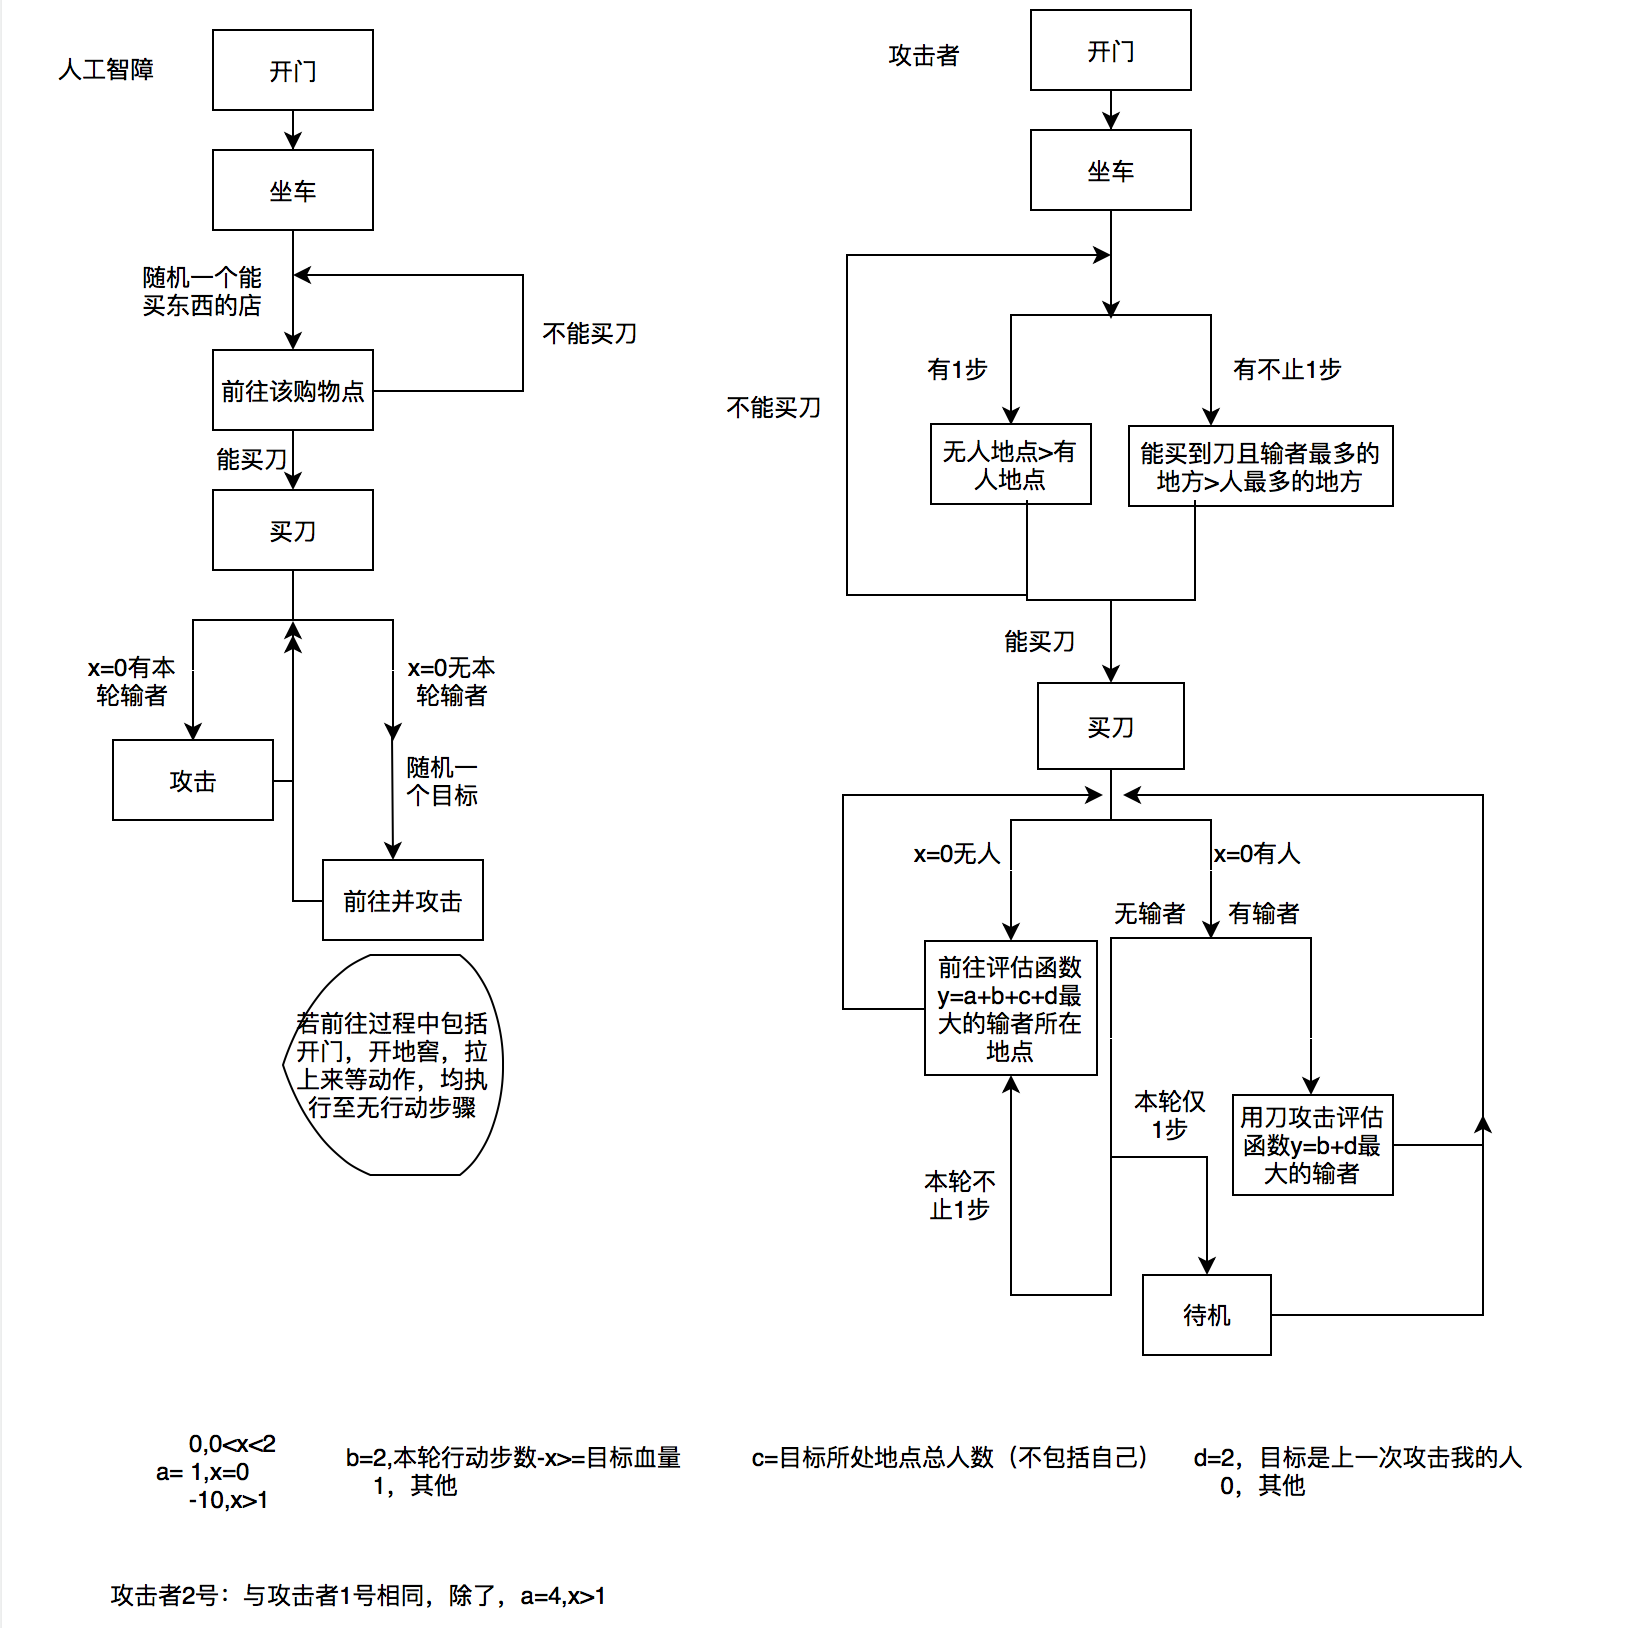 人工智障
开门
坐车
随机一个能
买东西的店
不能买刀
前往该购物点
能买刀
买刀
x=0有本
轮输者
x=0无本
轮输者
攻击
随机一
个目标
前往并攻击
若前往过程中包括
开门，开地窖，拉
上来等动作，均执
行至无行动步骤
攻击者
开门
坐车
有1步
有不止1步
不能买刀
无人地点>有
人地点
能买到刀且输者最多的
地方>人最多的地方
能买刀
买刀
x=0无人
x=0有人
无输者
有输者
前往评估函数
y=a+b+c+d最
大的输者所在
地点
本轮仅
1步
用刀攻击评估
函数y=b+d最
大的输者
本轮不
止1步
待机
0,0<x<2
a= 1,x=0
-10,x>1
b=2,本轮行动步数-x>=目标血量
1，其他
c=目标所处地点总人数（不包括自己）
d=2，目标是上一次攻击我的人
0，其他
攻击者2号：与攻击者1号相同，除了，a=4,x>1